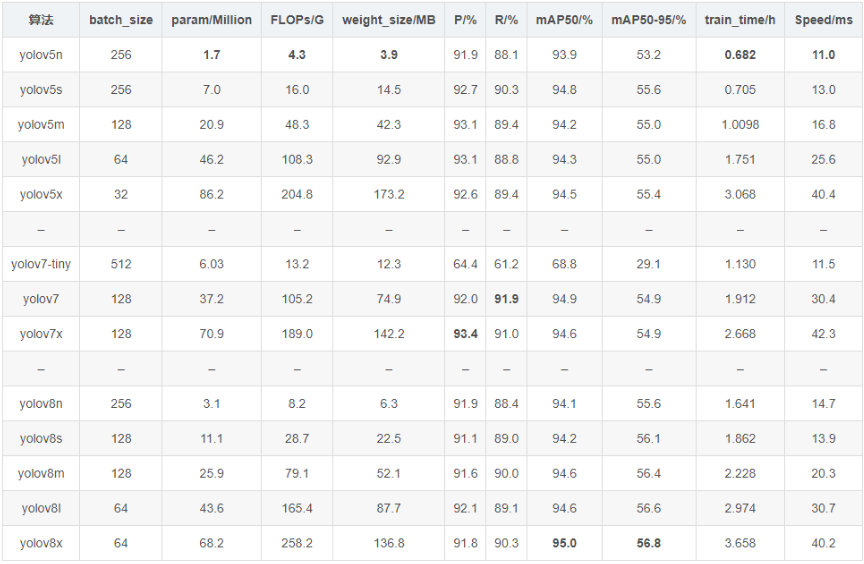 算法 batch_size param/Million FLOPs/G weight_size/MB P/% R/% mAP50/% mAP50-95/% train_time/h Speed/ms
yolov5n 256 1.7 4.3 3.9 91.9 88.1 93.9 53.2 0.682 11.0
yolov5s 256 7.0 16.0 14.5 92.7 90.3 94.8 55.6 0.705 13.0
yolov5m 128 20.9 48.3 42.3 93.1 89.4 94.2 55.0 1.0098 16.8
yolov5l 64 46.2 108.3 92.9 93.1 88.8 94.3 55.0 1.751 25.6
yolov5x 32 86.2 204.8 173.2 92.6 89.4 94.5 55.4 3.068 40.4
– – – – – – – – – – –
yolov7-tiny 512 6.03 13.2 12.3 64.4 61.2 68.8 29.1 1.130 11.5
yolov7 128 37.2 105.2 74.9 92.0 91.9 94.9 54.9 1.912 30.4
yolov7x 128 70.9 189.0 142.2 93.4 91.0 94.6 54.9 2.668 42.3
– – – – – – – – – – –
yolov8n 256 3.1 8.2 6.3 91.9 88.4 94.1 55.6 1.641 14.7
yolov8s 128 11.1 28.7 22.5 91.1 89.0 94.2 56.1 1.862 13.9
yolov8m 128 25.9 79.1 52.1 91.6 90.0 94.6 56.4 2.228 20.3
yolov8l 64 43.6 165.4 87.7 92.1 89.1 94.6 56.6 2.974 30.7
yolov8x 64 68.2 258.2 136.8 91.8 90.3 95.0 56.8 3.658 40.2